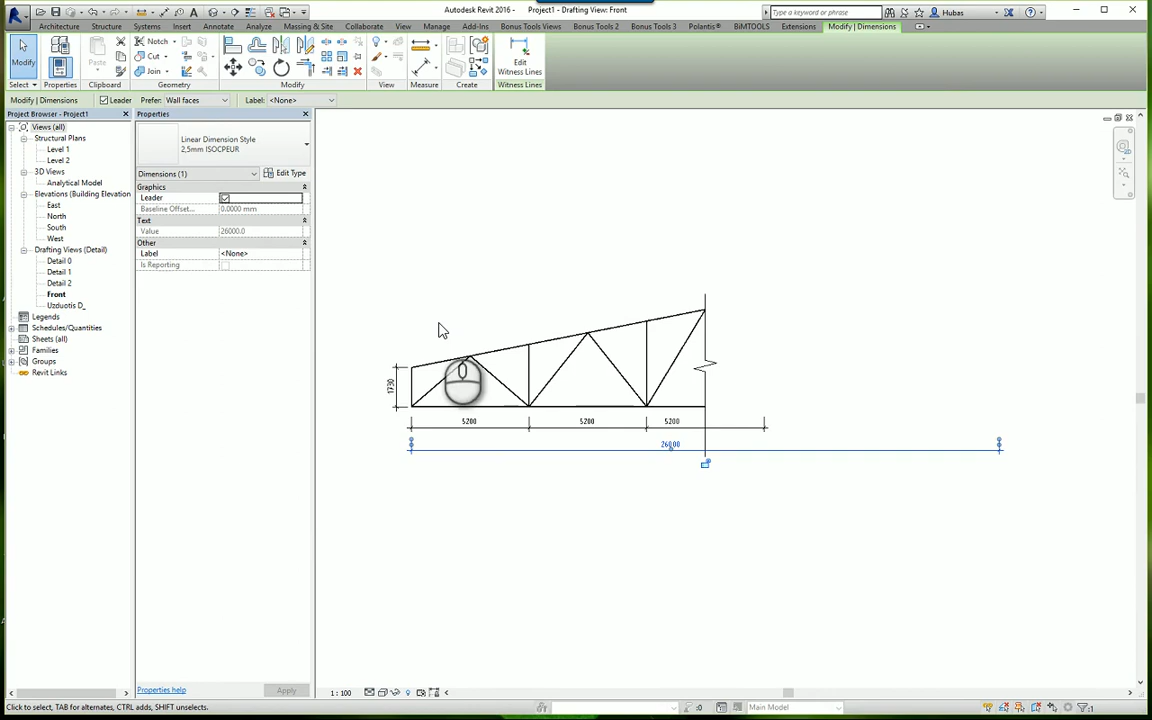 Autodesk Revit 2016 - Project1 - Drafting View: Front
Type a keyword or phrase
Hubas
Architecture Structure Systems Insert Annotate Analyze Massing & Site Collaborate View Manage Add-Ins Bonus Tools Views Bonus Tools 2 Bonus Tools 3 Polantis® BiMTOOLS Extensions Modify | Dimensions
Modify
Paste
Notch
Cut
Join
Edit
Witness Lines
Select Properties Clipboard Geometry Modify View Measure Create Witness Lines
Modify | Dimensions Leader Prefer: Wall faces Label: <None>
Project Browser - Project1
Views (all)
Structural Plans
Level 1
Level 2
3D Views
Analytical Model
Elevations (Building Elevation
East
North
South
West
Drafting Views (Detail)
Detail 0
Detail 1
Detail 2
Front
Uzduotis D_
Legends
Schedules/Quantities
Sheets (all)
Families
Groups
Revit Links
Properties
Linear Dimension Style
2,5mm ISOCPEUR
Dimensions (1)
Edit Type
Graphics
Leader
Baseline Offset... 0.0000 mm
Text
Value 26000.0
Other
Label <None>
Is Reporting
Properties help
Apply
1730
5200 5200 5200
26000
1 : 100
Click to select, TAB for alternates, CTRL adds, SHIFT unselects.
:0
Main Model
:1